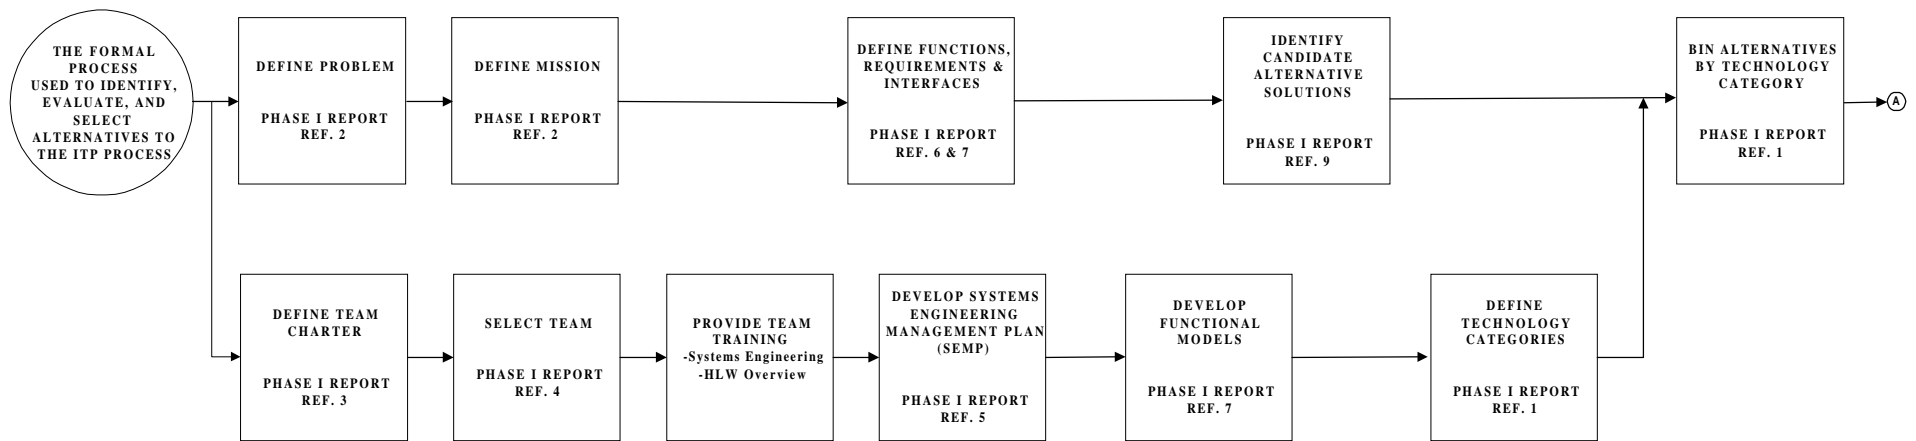 THE FORMAL
PROCESS
USED TO IDENTIFY,
EVALUATE, AND
SELECT
ALTERNATIVES TO
THE ITP PROCESS
DEFINE PROBLEM
PHASE I REPORT
REF. 2
DEFINE MISSION
PHASE I REPORT
REF. 2
DEFINE FUNCTIONS,
REQUIREMENTS &
INTERFACES
PHASE I REPORT
REF. 6 & 7
IDENTIFY
CANDIDATE
ALTERNATIVE
SOLUTIONS
PHASE I REPORT
REF. 9
BIN ALTERNATIVES
BY TECHNOLOGY
CATEGORY
PHASE I REPORT
REF. 1
A
DEFINE TEAM
CHARTER
PHASE I REPORT
REF. 3
SELECT TEAM
PHASE I REPORT
REF. 4
PROVIDE TEAM
TRAINING
-Systems Engineering
-HLW Overview
DEVELOP SYSTEMS
ENGINEERING
MANAGEMENT PLAN
(SEMP)
PHASE I REPORT
REF. 5
DEVELOP
FUNCTIONAL
MODELS
PHASE I REPORT
REF. 7
DEFINE
TECHNOLOGY
CATEGORIES
PHASE I REPORT
REF. 1